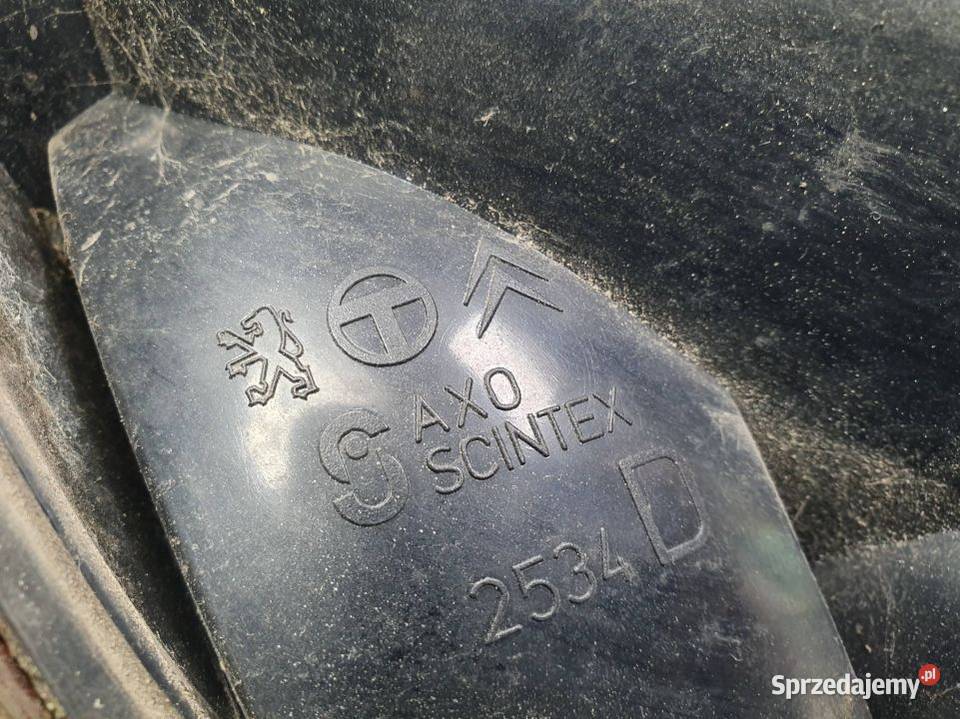 T
AXO
SCINTEX
2534 D
Sprzedajemy.pl